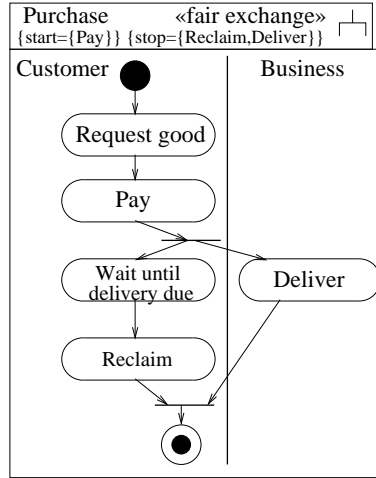 Purchase «fair exchange»
{start={Pay}} {stop={Reclaim,Deliver}}
Customer Business
Request good
Pay
Wait until
delivery due
Deliver
Reclaim